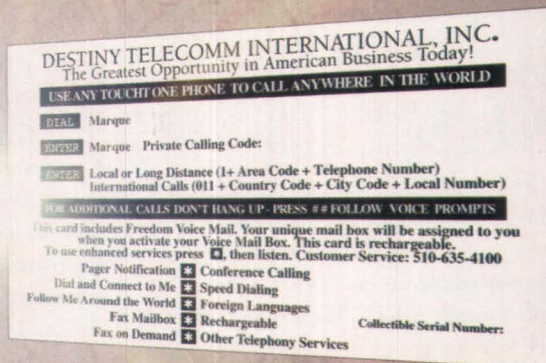 DESTINY TELECOMM INTERNATIONAL, INC.
The Greatest Opportunity in American Business Today!
USE ANY TOUCHT ONE PHONE TO CALL ANYWHERE IN THE WORLD
DIAL Marque
ENTER Marque Private Calling Code:
ENTER Local or Long Distance (1+ Area Code + Telephone Number)
International Calls (011 + Country Code + City Code + Local Number)
FOR ADDITIONAL CALLS DON'T HANG UP - PRESS ## FOLLOW VOICE PROMPTS
This card includes Freedom Voice Mail. Your unique mail box will be assigned to you
when you activate your Voice Mail Box. This card is rechargeable.
To use enhanced services press *, then listen. Customer Service: 510-635-4100
Pager Notification * Conference Calling
Dial and Connect to Me * Speed Dialing
Follow Me Around the World * Foreign Languages
Fax Mailbox * Rechargeable
Fax on Demand * Other Telephony Services
Collectible Serial Number: